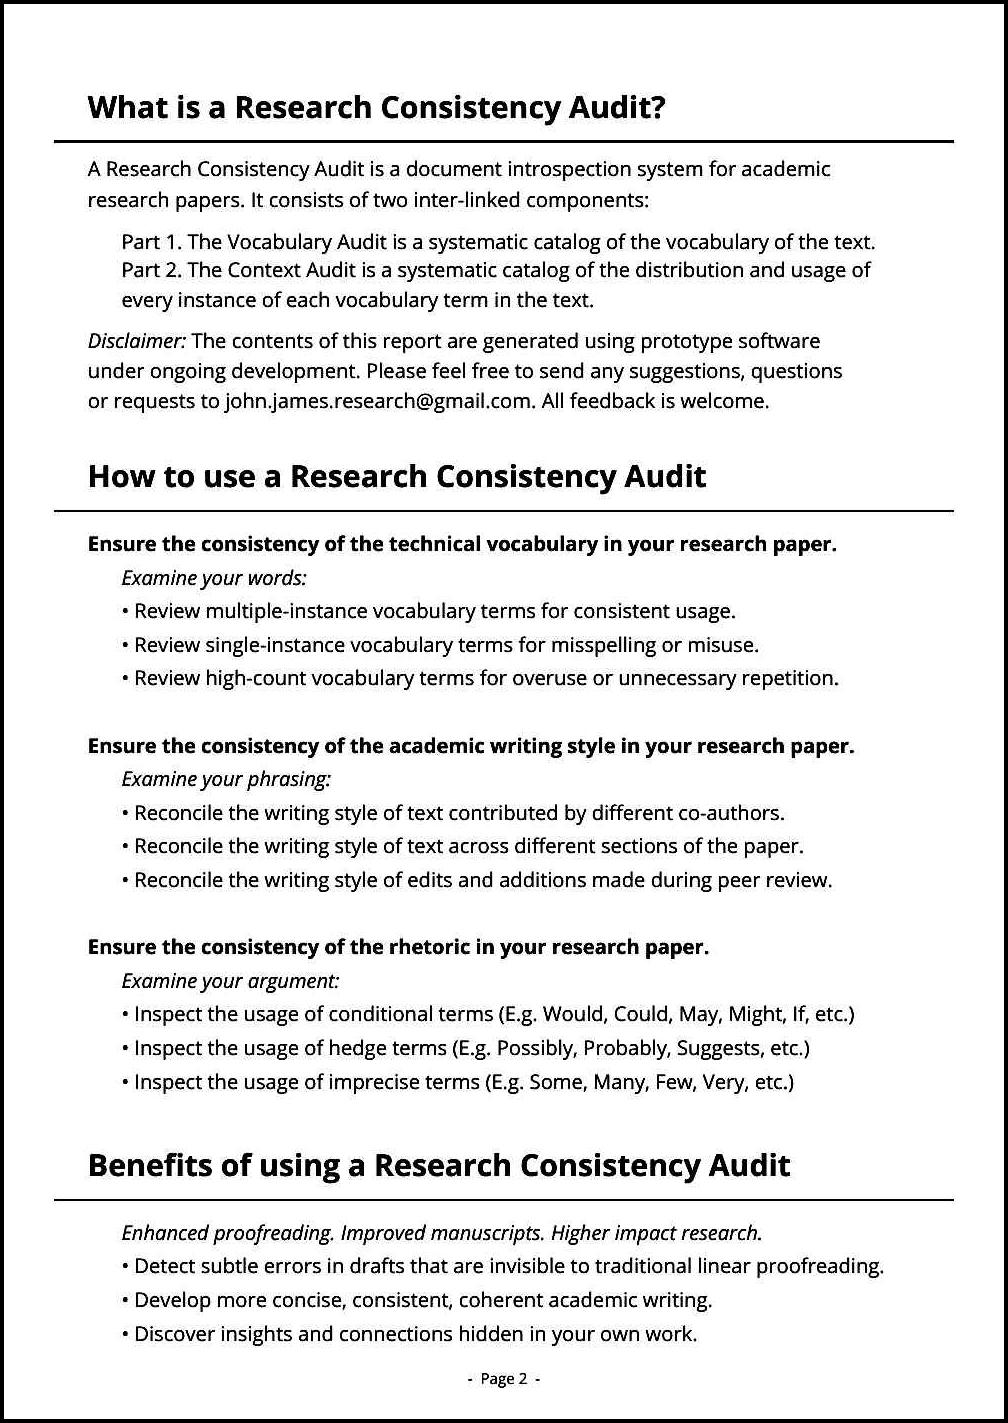 What is a Research Consistency Audit?
A Research Consistency Audit is a document introspection system for academic
research papers. It consists of two inter-linked components:
Part 1. The Vocabulary Audit is a systematic catalog of the vocabulary of the text.
Part 2. The Context Audit is a systematic catalog of the distribution and usage of
every instance of each vocabulary term in the text.
Disclaimer: The contents of this report are generated using prototype software
under ongoing development. Please feel free to send any suggestions, questions
or requests to john.james.research@gmail.com. All feedback is welcome.
How to use a Research Consistency Audit
Ensure the consistency of the technical vocabulary in your research paper.
Examine your words:
• Review multiple-instance vocabulary terms for consistent usage.
• Review single-instance vocabulary terms for misspelling or misuse.
• Review high-count vocabulary terms for overuse or unnecessary repetition.
Ensure the consistency of the academic writing style in your research paper.
Examine your phrasing:
• Reconcile the writing style of text contributed by different co-authors.
• Reconcile the writing style of text across different sections of the paper.
• Reconcile the writing style of edits and additions made during peer review.
Ensure the consistency of the rhetoric in your research paper.
Examine your argument:
• Inspect the usage of conditional terms (E.g. Would, Could, May, Might, If, etc.)
• Inspect the usage of hedge terms (E.g. Possibly, Probably, Suggests, etc.)
• Inspect the usage of imprecise terms (E.g. Some, Many, Few, Very, etc.)
Benefits of using a Research Consistency Audit
Enhanced proofreading. Improved manuscripts. Higher impact research.
• Detect subtle errors in drafts that are invisible to traditional linear proofreading.
• Develop more concise, consistent, coherent academic writing.
• Discover insights and connections hidden in your own work.
- Page 2 -